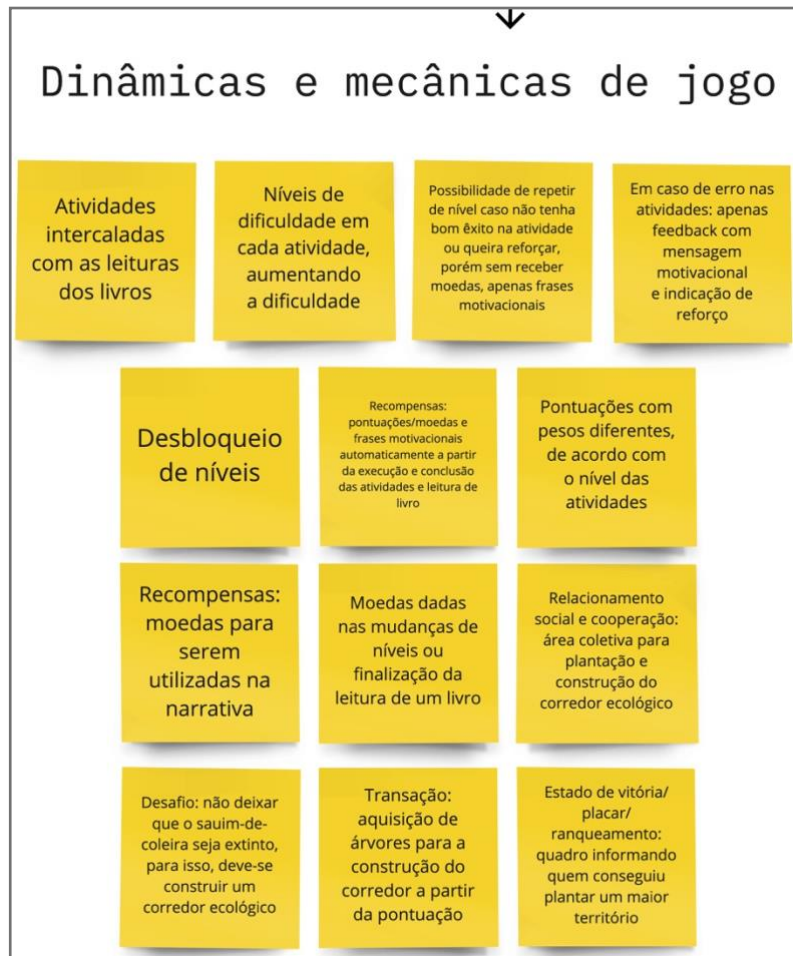 Dinâmicas e mecânicas de jogo
Atividades
intercaladas
com as leituras
dos livros
Níveis de
dificuldade em
cada atividade,
aumentando
a dificuldade
Possibilidade de repetir
de nível caso não tenha
bom êxito na atividade
ou queira reforçar,
porém sem receber
moedas, apenas frases
motivacionais
Em caso de erro nas
atividades: apenas
feedback com
mensagem
motivacional
e indicação de
reforço
Desbloqueio
de níveis
Recompensas:
pontuações/moedas e
frases motivacionais
automaticamente a partir
da execução e conclusão
das atividades e leitura de
livro
Pontuações com
pesos diferentes,
de acordo com
o nível das
atividades
Recompensas:
moedas para
serem
utilizadas na
narrativa
Moedas dadas
nas mudanças de
níveis ou
finalização da
leitura de um livro
Relacionamento
social e cooperação:
área coletiva para
plantação e
construção do
corredor ecológico
Desafio: não deixar
que o sauim-de-
coleira seja extinto,
para isso, deve-se
construir um
corredor ecológico
Transação:
aquisição de
árvores para a
construção do
corredor a partir
da pontuação
Estado de vitória/
placar/
ranqueamento:
quadro informando
quem conseguiu
plantar um maior
território